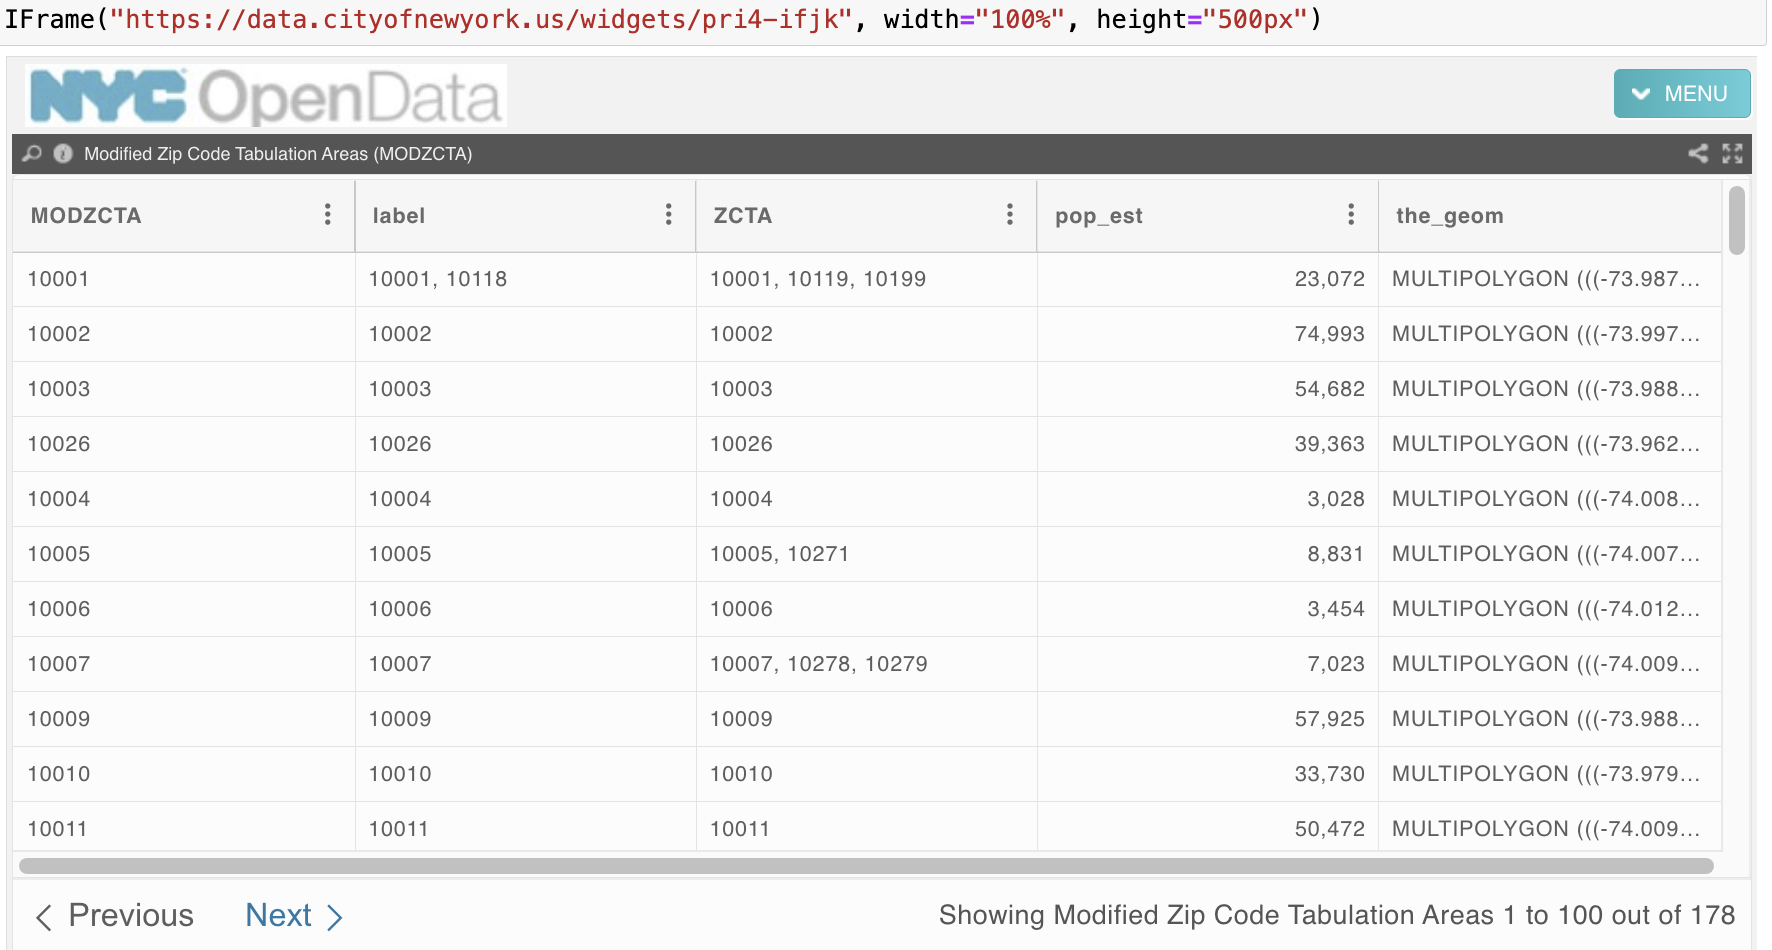 IFrame("https://data.cityofnewyork.us/widgets/pri4-ifjk", width="100%", height="500px")
NYC OpenData
MENU
Modified Zip Code Tabulation Areas (MODZCTA)
MODZCTA label ZCTA pop_est the_geom
10001 10001, 10118 10001, 10119, 10199 23,072 MULTIPOLYGON (((-73.987...
10002 10002 10002 74,993 MULTIPOLYGON (((-73.997...
10003 10003 10003 54,682 MULTIPOLYGON (((-73.988...
10026 10026 10026 39,363 MULTIPOLYGON (((-73.962...
10004 10004 10004 3,028 MULTIPOLYGON (((-74.008...
10005 10005 10005, 10271 8,831 MULTIPOLYGON (((-74.007...
10006 10006 10006 3,454 MULTIPOLYGON (((-74.012...
10007 10007 10007, 10278, 10279 7,023 MULTIPOLYGON (((-74.009...
10009 10009 10009 57,925 MULTIPOLYGON (((-73.988...
10010 10010 10010 33,730 MULTIPOLYGON (((-73.979...
10011 10011 10011 50,472 MULTIPOLYGON (((-74.009...
Previous Next Showing Modified Zip Code Tabulation Areas 1 to 100 out of 178